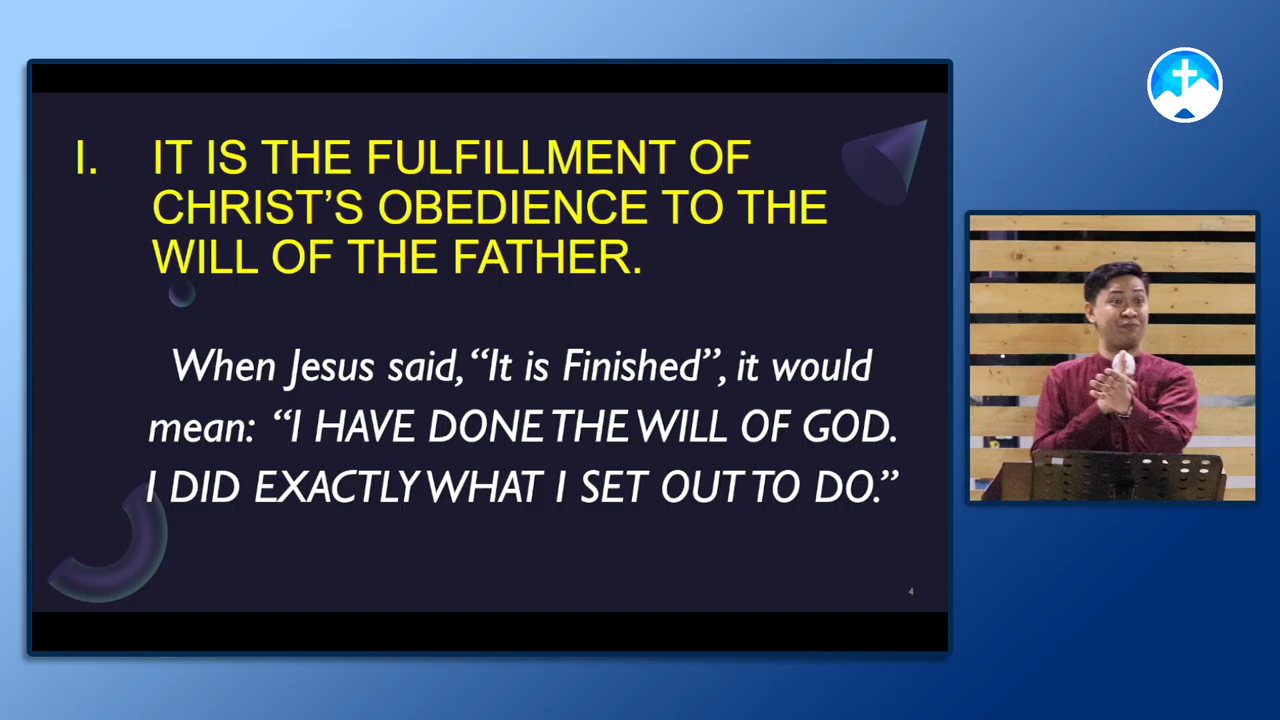 I. IT IS THE FULFILLMENT OF
CHRIST’S OBEDIENCE TO THE
WILL OF THE FATHER.
When Jesus said, “It is Finished”, it would
mean: “I HAVE DONE THE WILL OF GOD.
I DID EXACTLY WHAT I SET OUT TO DO.”
4